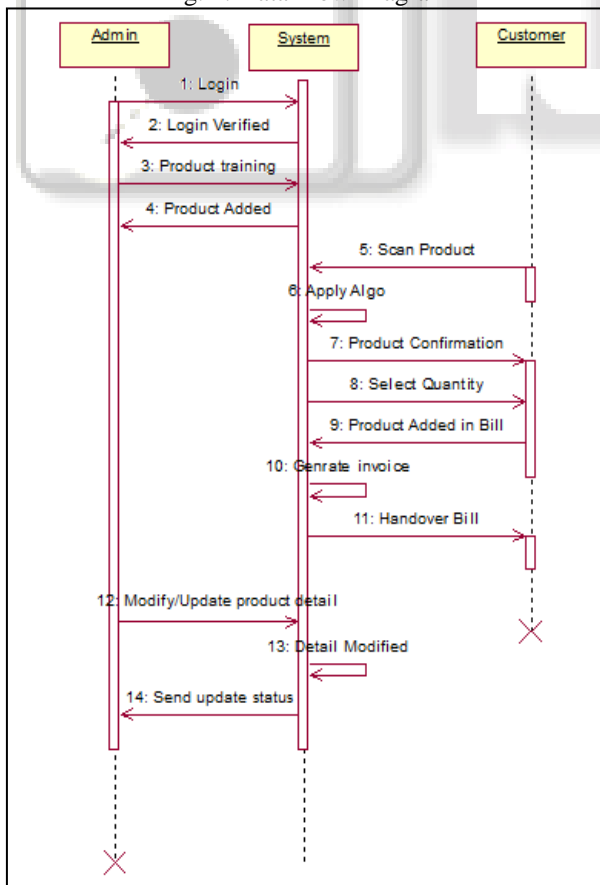 Admin
System
Customer
1: Login
2: Login Verified
3: Product training
4: Product Added
5: Scan Product
6: Apply Algo
7: Product Confirmation
8: Select Quantity
9: Product Added in Bill
10: Genrate invoice
11: Handover Bill
12: Modify/Update product detail
13: Detail Modified
14: Send update status